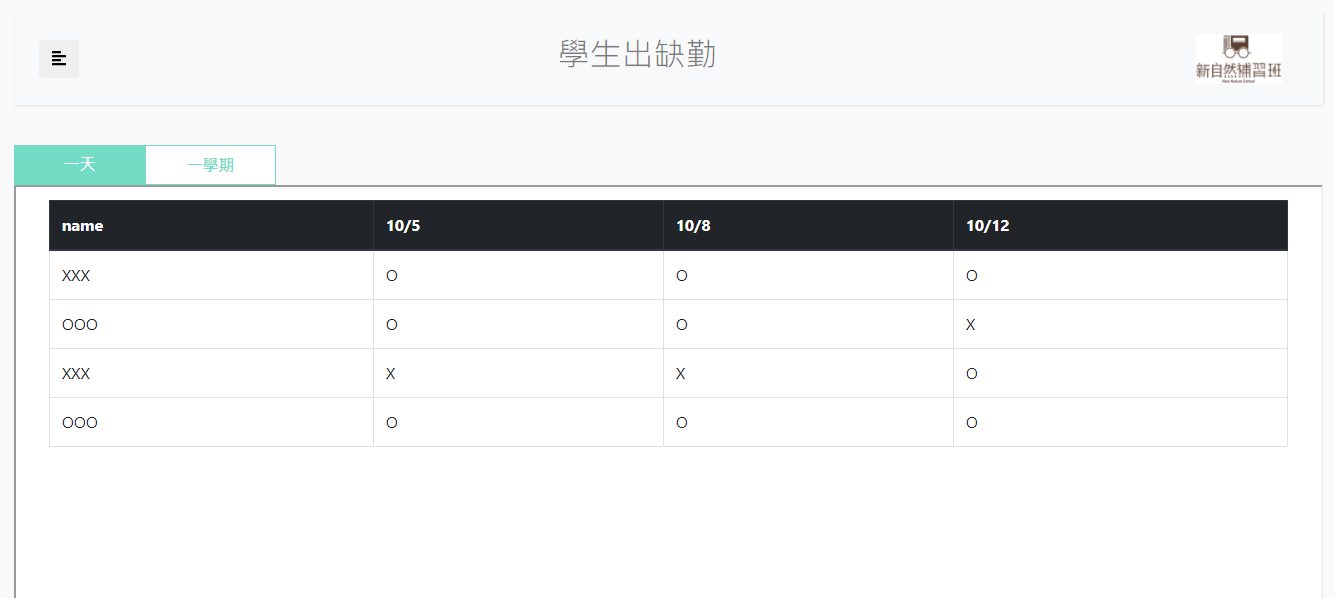 學生出缺勤
新自然補習班
一天
一學期
name 10/5 10/8 10/12
XXX O O O
OOO O O X
XXX X X O
OOO O O O